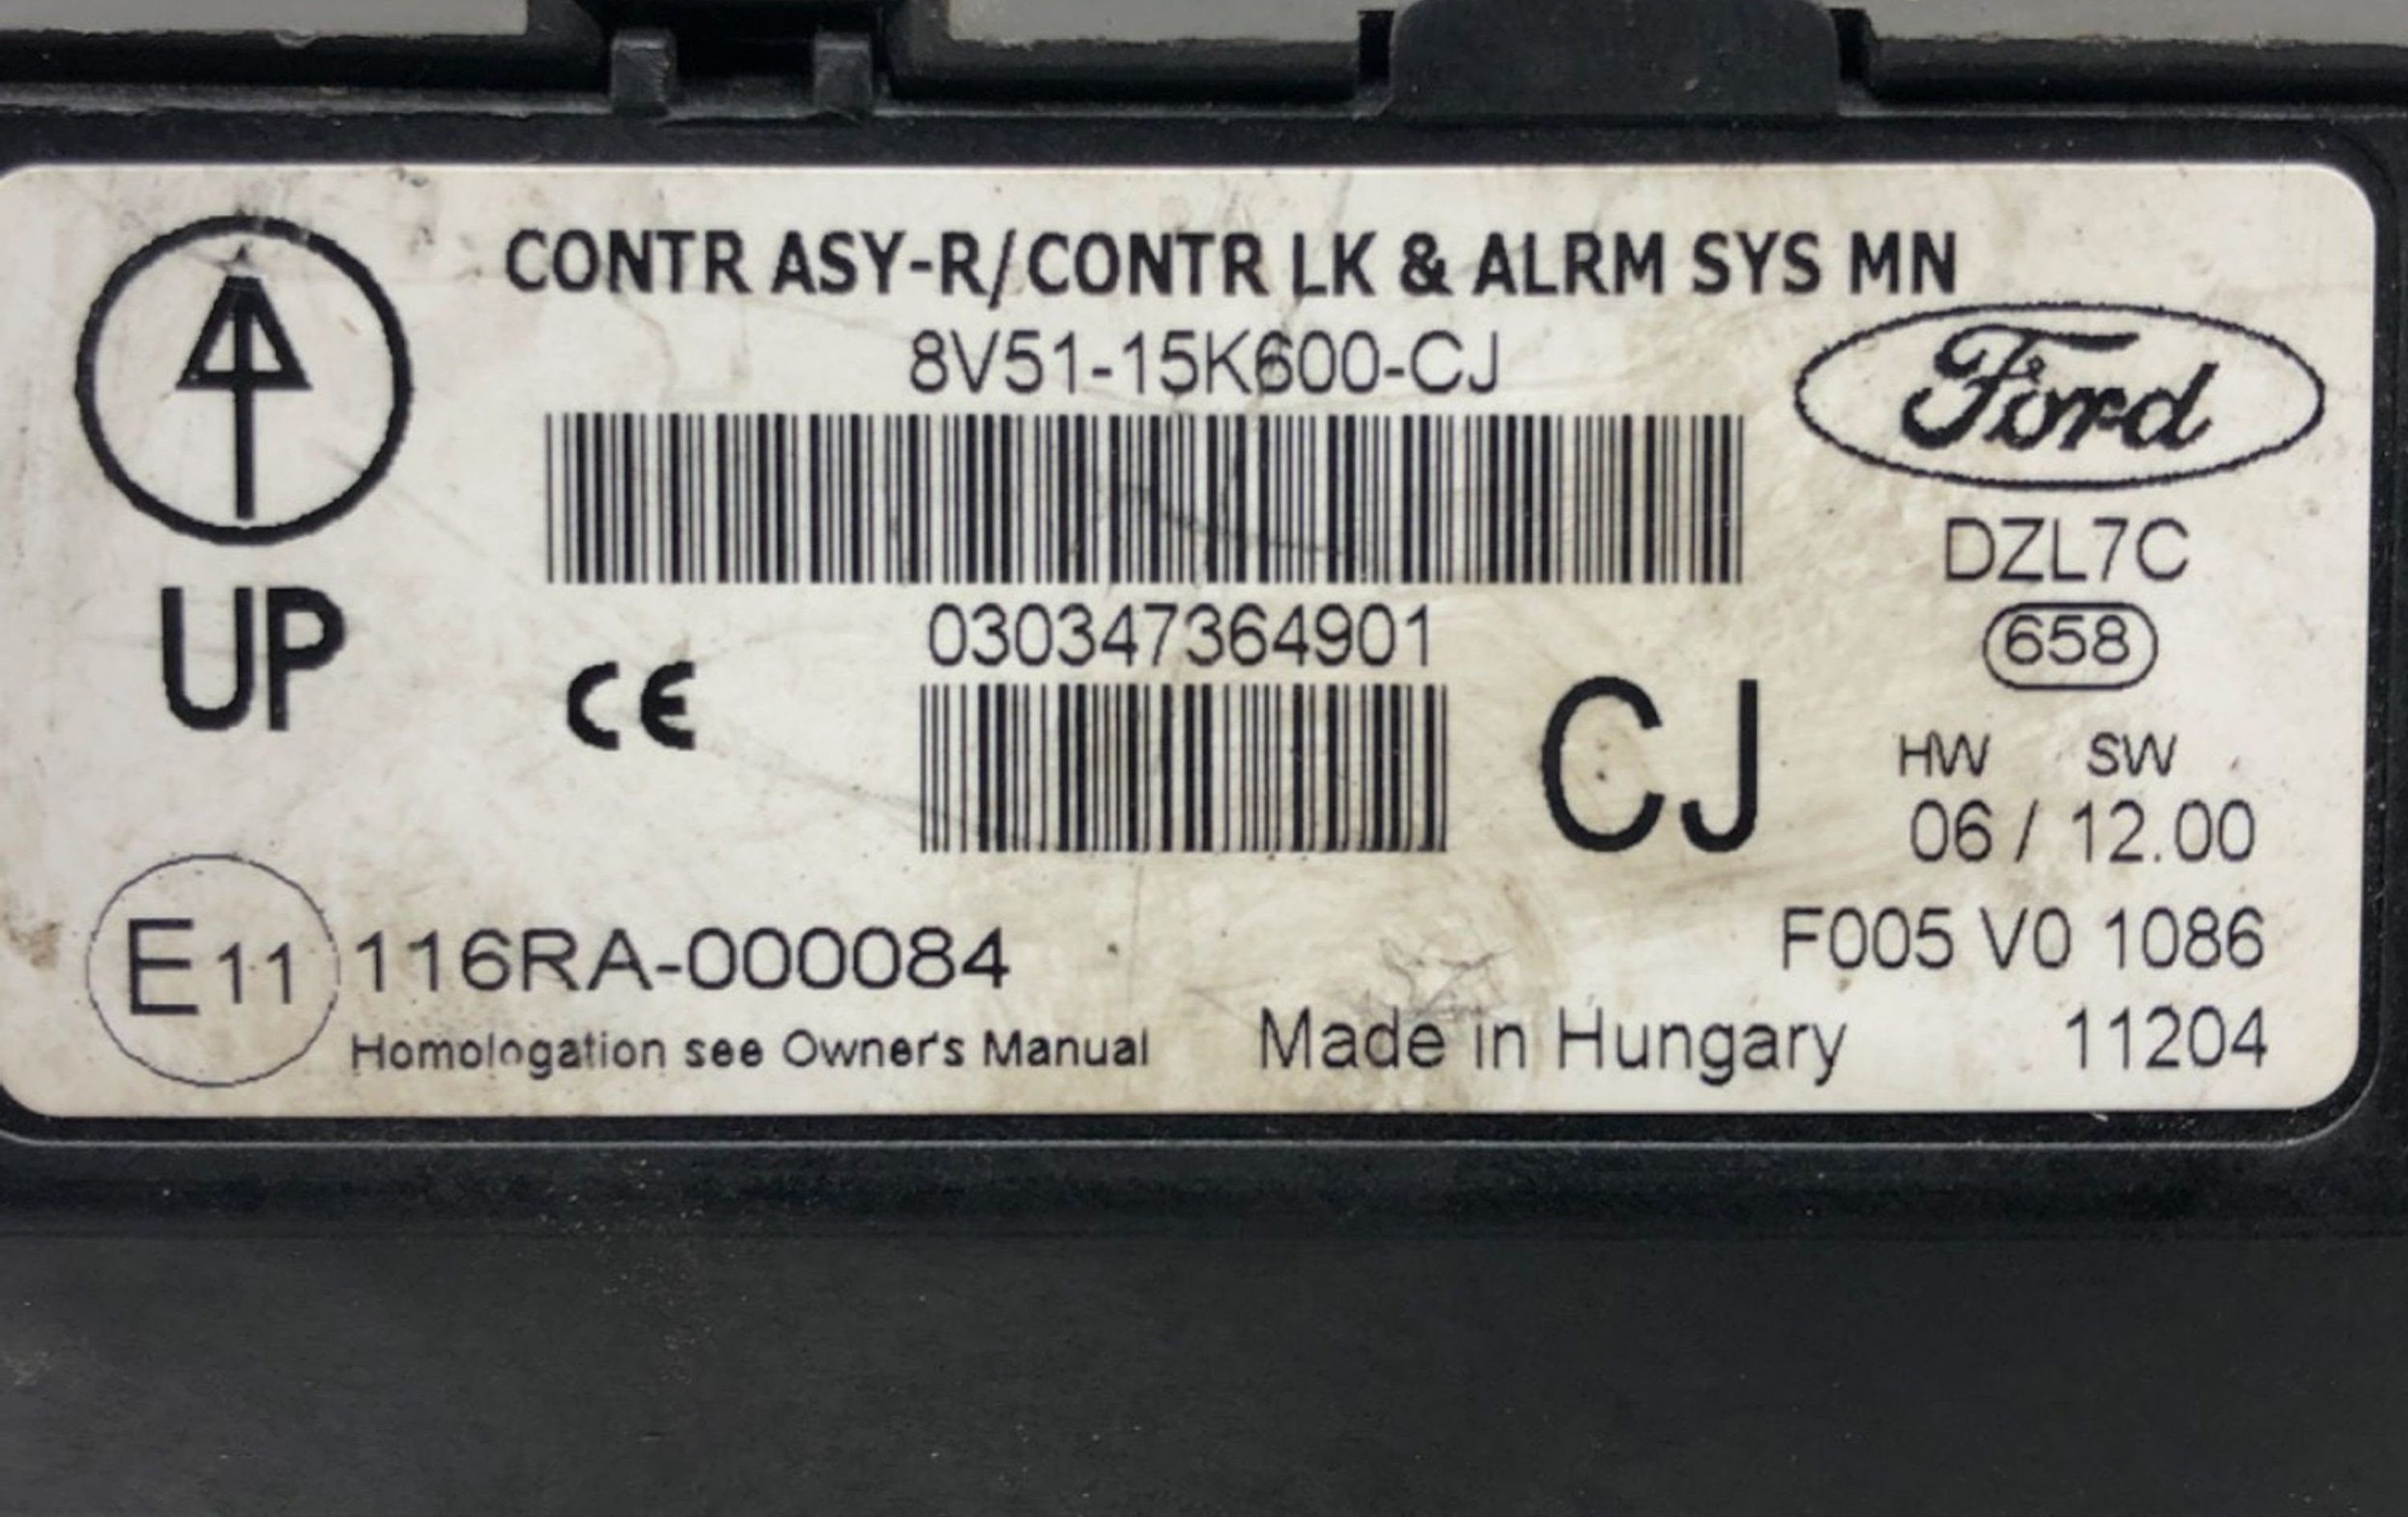 CONTR ASY-R/CONTR LK & ALRM SYS MN
8V51-15K600-CJ
Ford
DZL7C
UP
CE
030347364901
658
CJ
HW SW
06 / 12.00
E11 116RA-000084
F005 V0 1086
Homologation see Owner's Manual
Made in Hungary
11204